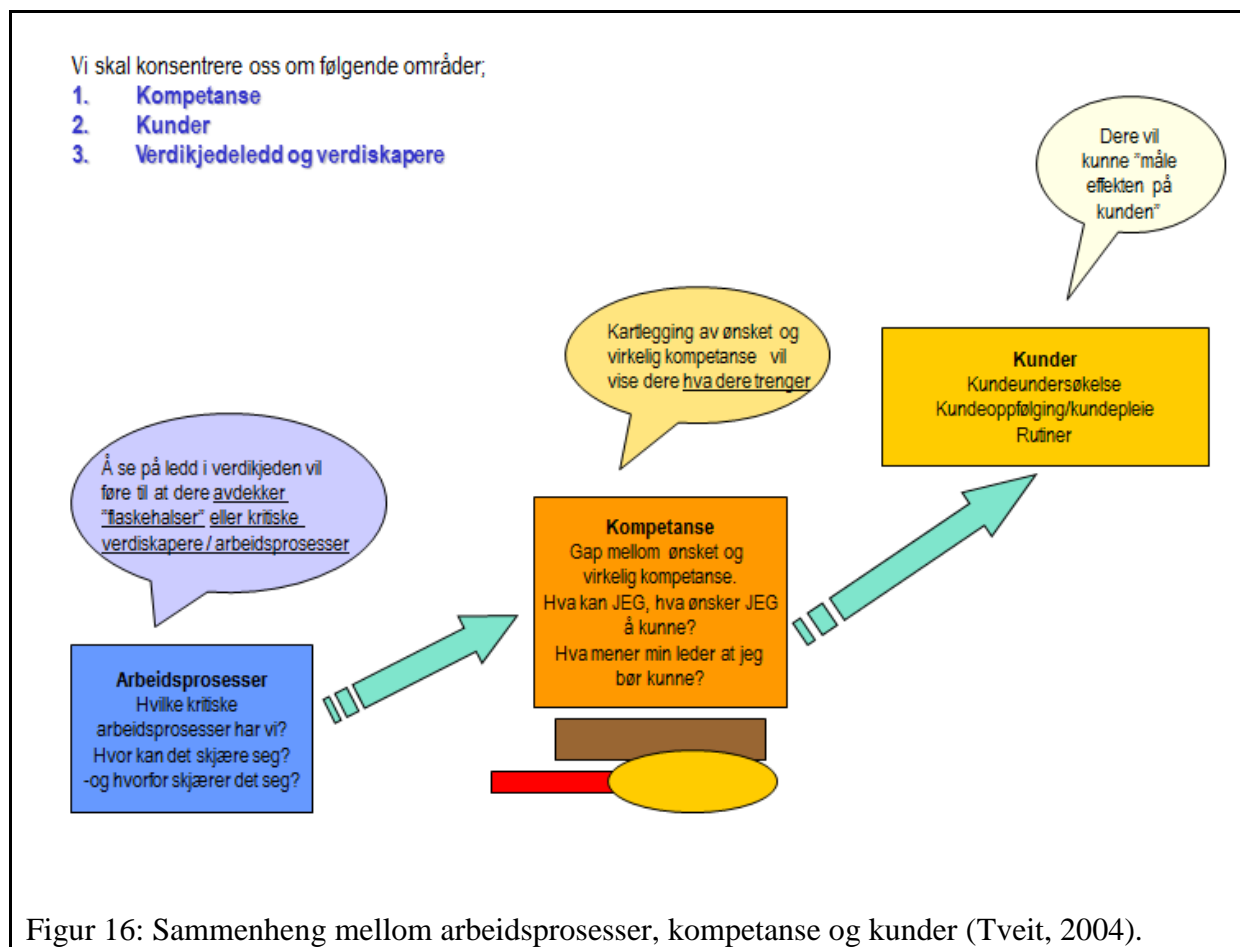 Vi skal konsentrere oss om følgende områder;
1. Kompetanse
2. Kunder
3. Verdikjedeledd og verdiskapere
Dere vil
kunne "måle
effekten på
kunden"
Kartlegging av ønsket og
virkelig kompetanse vil
vise dere hva dere trenger
Kunder
Kundeundersøkelse
Kundeoppfølging/kundepleie
Rutiner
Å se på ledd i verdikjeden vil
føre til at dere avdekker
"flaskehalser" eller kritiske
verdiskapere / arbeidsprosesser
Kompetanse
Gap mellom ønsket og
virkelig kompetanse.
Hva kan JEG, hva ønsker JEG
å kunne?
Hva mener min leder at jeg
bør kunne?
Arbeidsprosesser
Hvilke kritiske
arbeidsprosesser har vi?
Hvor kan det skjære seg?
-og hvorfor skjærer det seg?
Figur 16: Sammenheng mellom arbeidsprosesser, kompetanse og kunder (Tveit, 2004).